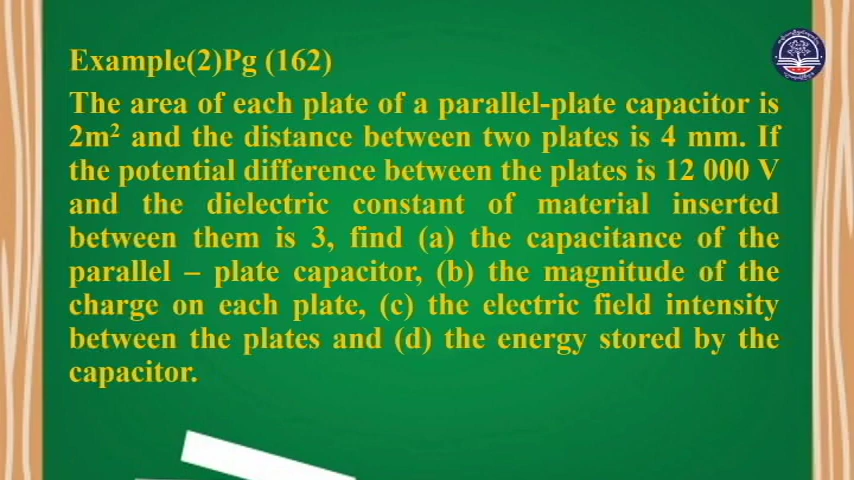 Example(2)Pg (162)
The area of each plate of a parallel-plate capacitor is
2m² and the distance between two plates is 4 mm. If
the potential difference between the plates is 12 000 V
and the dielectric constant of material inserted
between them is 3, find (a) the capacitance of the
parallel – plate capacitor, (b) the magnitude of the
charge on each plate, (c) the electric field intensity
between the plates and (d) the energy stored by the
capacitor.